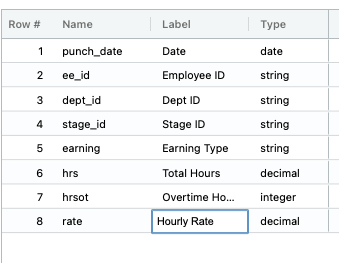 Row # Name Label Type
1 punch_date Date date
2 ee_id Employee ID string
3 dept_id Dept ID string
4 stage_id Stage ID string
5 earning Earning Type string
6 hrs Total Hours decimal
7 hrsot Overtime Ho... integer
8 rate Hourly Rate decimal